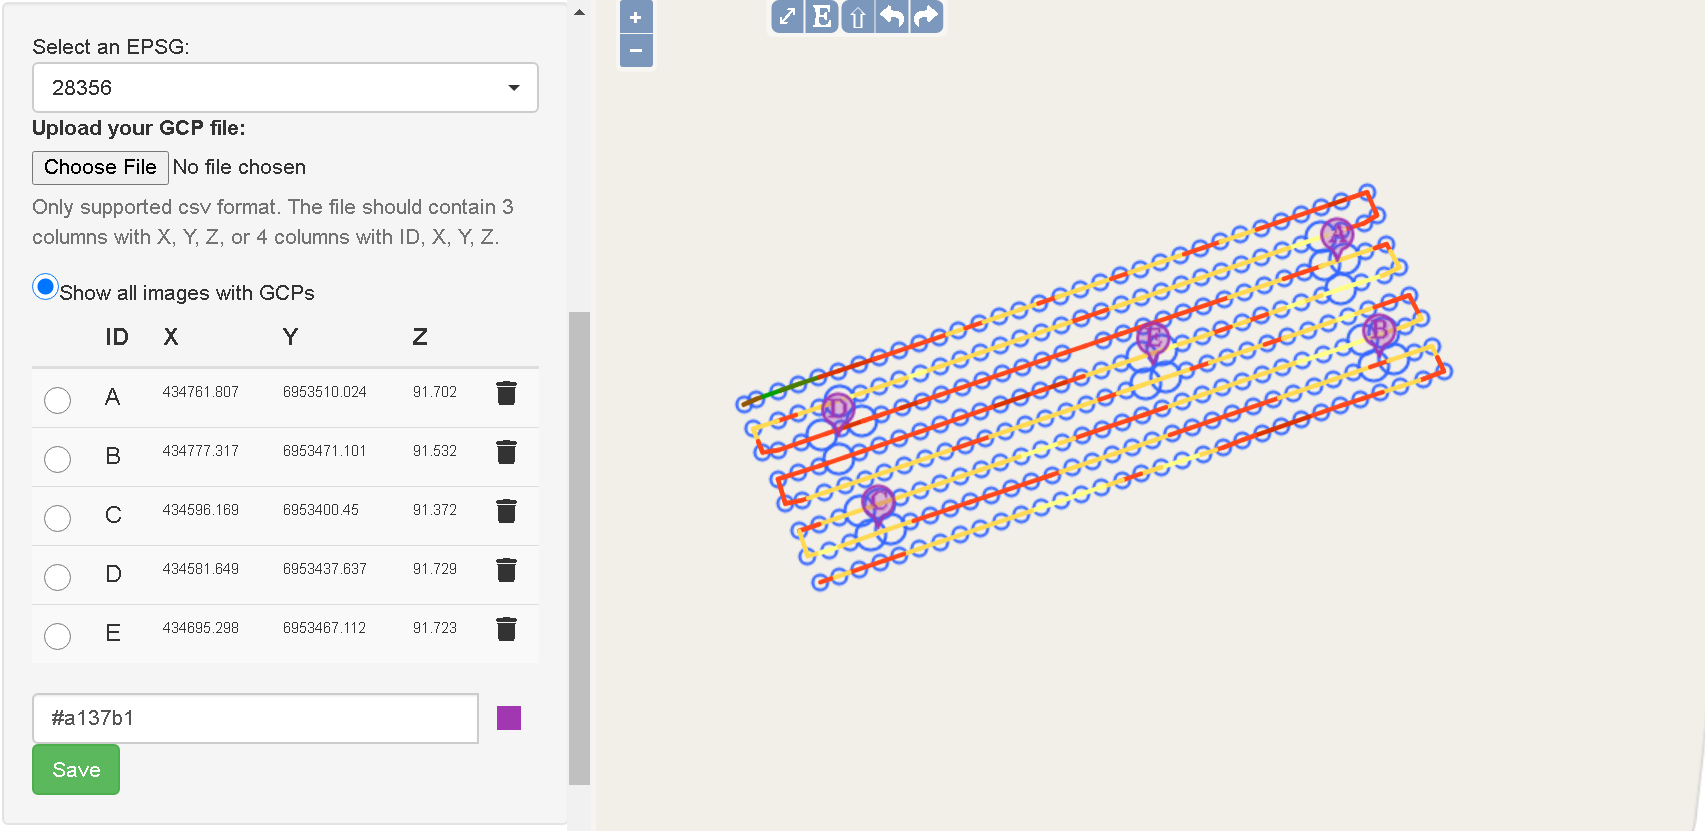 Select an EPSG:
28356
Upload your GCP file:
Choose File No file chosen
Only supported csv format. The file should contain 3
columns with X, Y, Z, or 4 columns with ID, X, Y, Z.
Show all images with GCPs
ID X Y Z
A 434761.807 6953510.024 91.702
B 434777.317 6953471.101 91.532
C 434596.169 6953400.45 91.372
D 434581.649 6953437.637 91.729
E 434695.298 6953467.112 91.723
#a137b1
Save
+
−
E
A
B
E
D
C